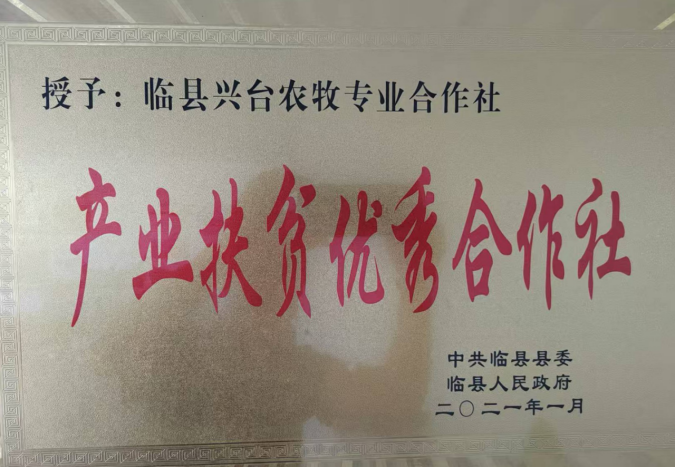 授予：临县兴台农牧专业合作社
产业扶贫优秀合作社
中共临县县委
临县人民政府
二〇二一年一月